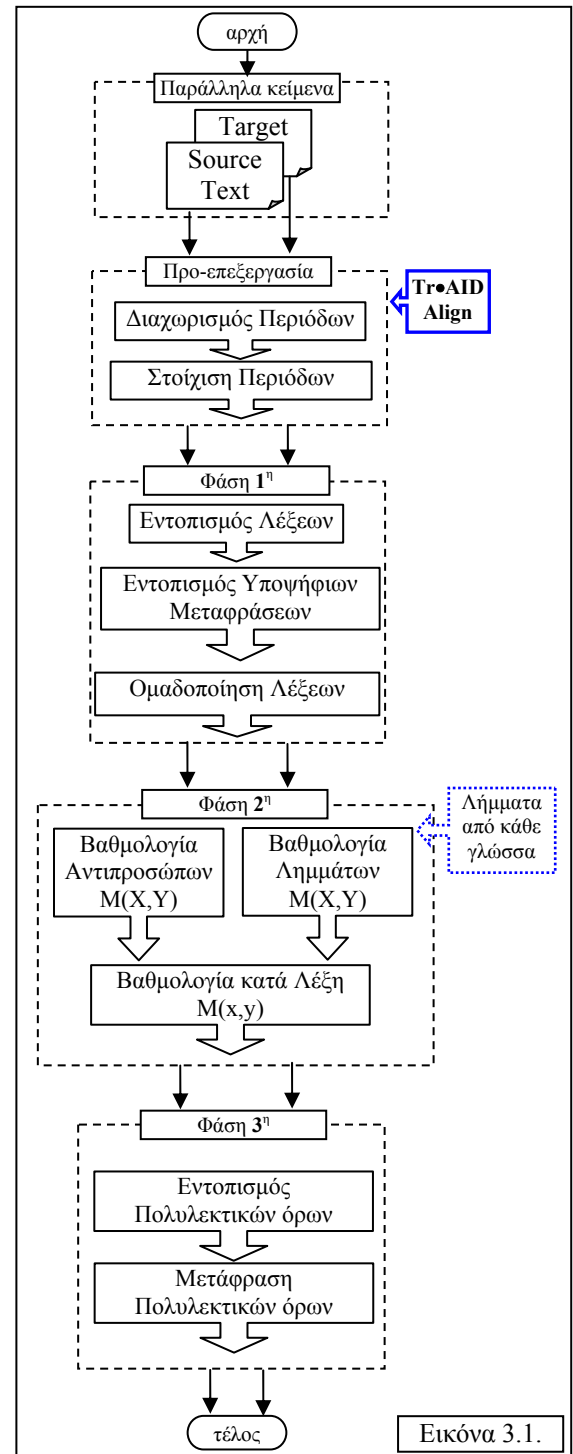 αρχή
Παράλληλα κείμενα
Target
Source
Text
Προ-επεξεργασία
Tr●AID
Align
Διαχωρισμός Περιόδων
Στοίχιση Περιόδων
Φάση 1η
Εντοπισμός Λέξεων
Εντοπισμός Υποψήφιων
Μεταφράσεων
Ομαδοποίηση Λέξεων
Φάση 2η
Λήμματα
από κάθε
γλώσσα
Βαθμολογία
Αντιπροσώπων
M(X,Y)
Βαθμολογία
Λημμάτων
M(X,Y)
Βαθμολογία κατά Λέξη
M(x,y)
Φάση 3η
Εντοπισμός
Πολυλεκτικών όρων
Μετάφραση
Πολυλεκτικών όρων
τέλος
Εικόνα 3.1.